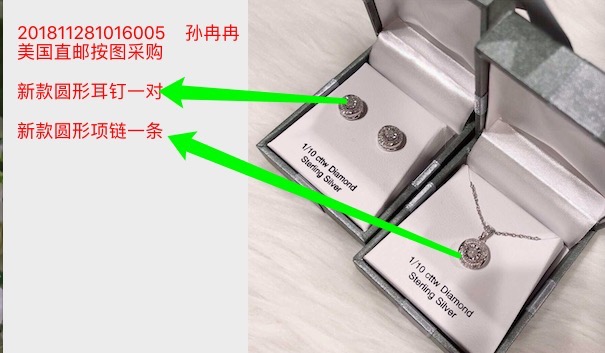 201811281016005 孙冉冉
美国直邮按图采购
新款圆形耳钉一对
新款圆形项链一条
1/10 cttw Diamond
Sterling Silver
1/10 cttw Diamond
Sterling Silver